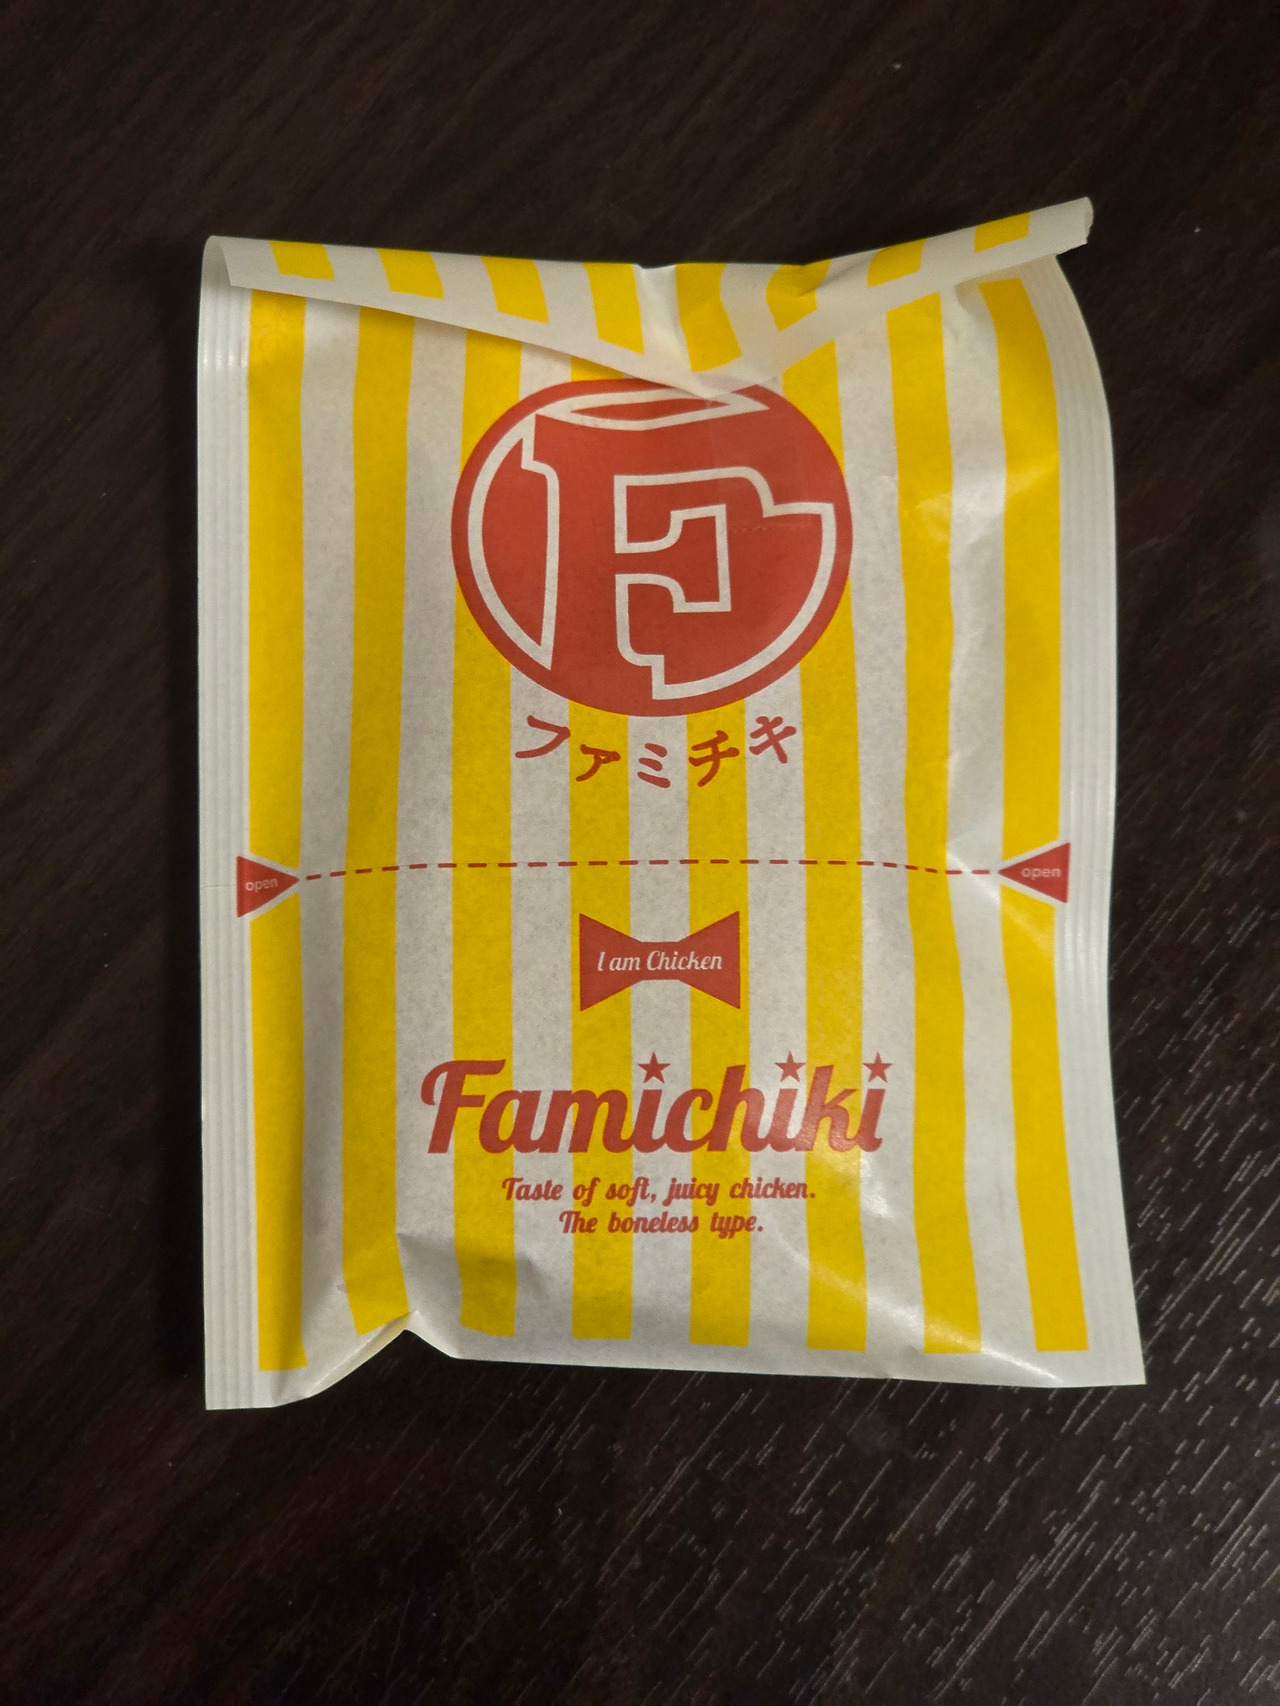 F
ファミチキ
open open
I am Chicken
Famichiki
Taste of soft, juicy chicken.
The boneless type.